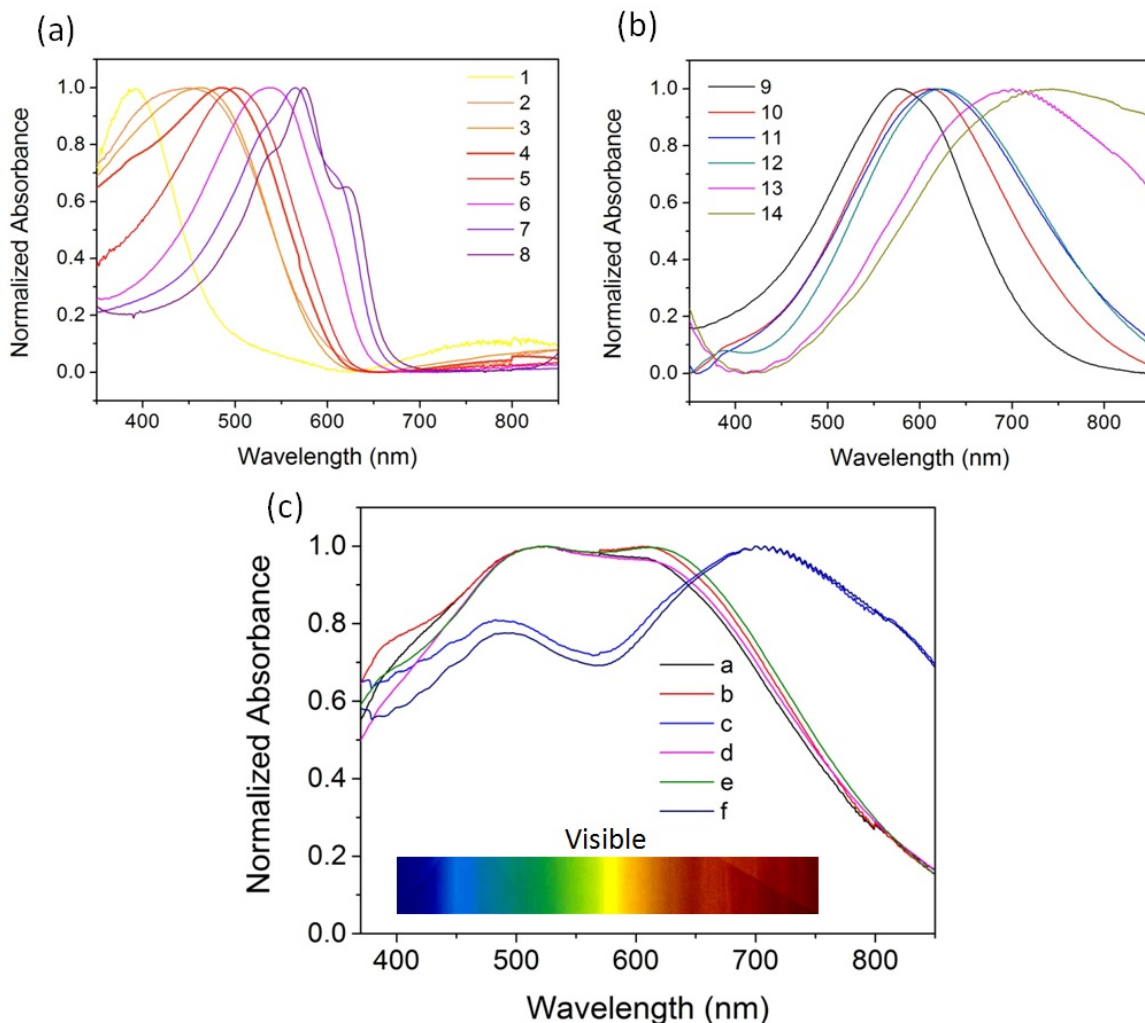 (a)
Normalized Absorbance
1.0
0.8
0.6
0.4
0.2
0.0
400 500 600 700 800
Wavelength (nm)
1
2
3
4
5
6
7
8
(b)
Normalized Absorbance
1.0
0.8
0.6
0.4
0.2
0.0
400 500 600 700 800
Wavelength (nm)
9
10
11
12
13
14
(c)
Normalized Absorbance
1.0
0.8
0.6
0.4
0.2
0.0
400 500 600 700 800
Wavelength (nm)
a
b
c
d
e
f
Visible